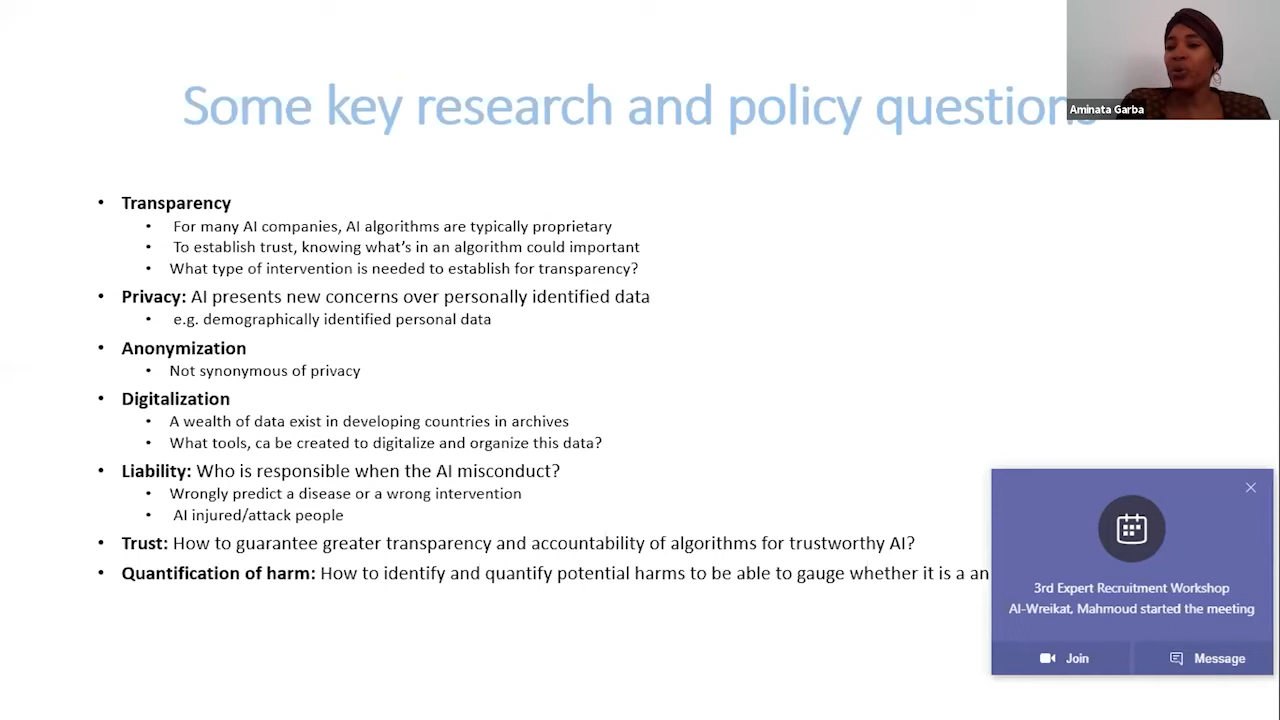 Some key research and policy questions
Aminata Garba
• Transparency
• For many AI companies, AI algorithms are typically proprietary
• To establish trust, knowing what's in an algorithm could important
• What type of intervention is needed to establish for transparency?
• Privacy: AI presents new concerns over personally identified data
• e.g. demographically identified personal data
• Anonymization
• Not synonymous of privacy
• Digitalization
• A wealth of data exist in developing countries in archives
• What tools, ca be created to digitalize and organize this data?
• Liability: Who is responsible when the AI misconduct?
• Wrongly predict a disease or a wrong intervention
• AI injured/attack people
• Trust: How to guarantee greater transparency and accountability of algorithms for trustworthy AI?
• Quantification of harm: How to identify and quantify potential harms to be able to gauge whether it is a an
3rd Expert Recruitment Workshop
Al-Wreikat, Mahmoud started the meeting
Join
Message